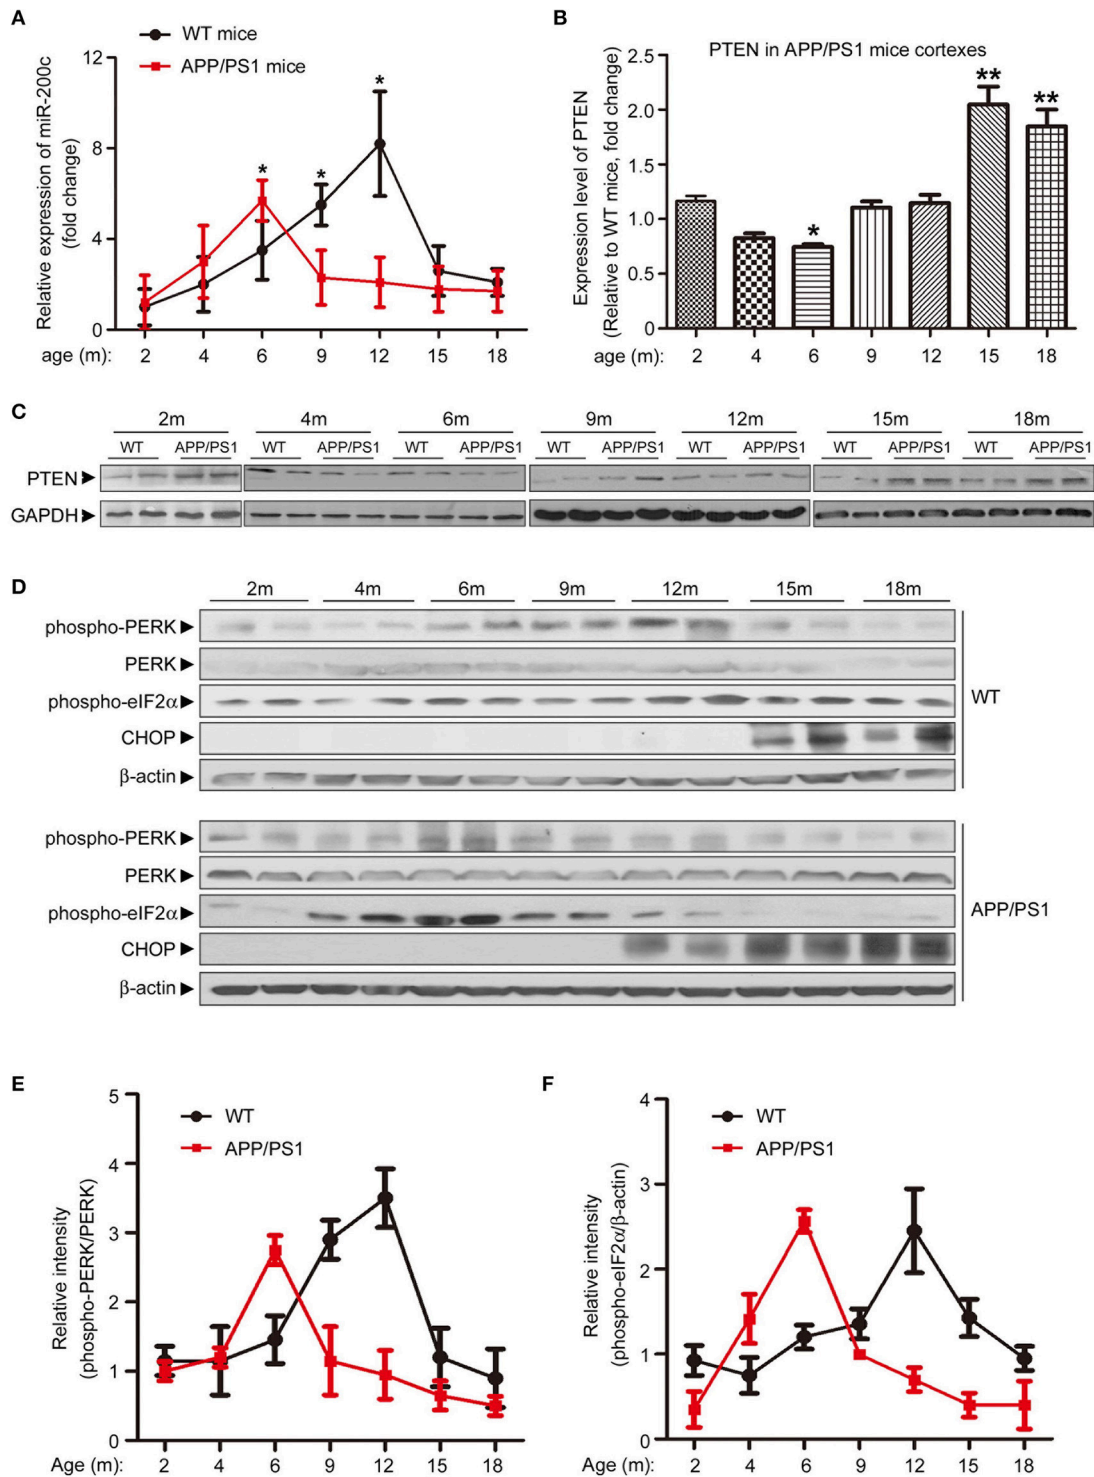 A
WT mice
APP/PS1 mice
Relative expression of miR-200c
(fold change)
12
8
4
0
* * *
age (m): 2 4 6 9 12 15 18
B
PTEN in APP/PS1 mice cortexes
Expression level of PTEN
(Relative to WT mice, fold change)
2.5
2.0
1.5
1.0
0.5
0
* ** **
age (m): 2 4 6 9 12 15 18
C
2m 4m 6m 9m 12m 15m 18m
WT APP/PS1 WT APP/PS1 WT APP/PS1 WT APP/PS1 WT APP/PS1 WT APP/PS1 WT APP/PS1
PTEN
GAPDH
D
2m 4m 6m 9m 12m 15m 18m
phospho-PERK
PERK
phospho-eIF2α
CHOP
β-actin
WT
phospho-PERK
PERK
phospho-eIF2α
CHOP
β-actin
APP/PS1
E
WT
APP/PS1
Relative intensity
(phospho-PERK/PERK)
5
4
3
2
1
0
Age (m): 2 4 6 9 12 15 18
F
WT
APP/PS1
Relative intensity
(phospho-eIF2α/β-actin)
4
3
2
1
0
Age (m): 2 4 6 9 12 15 18